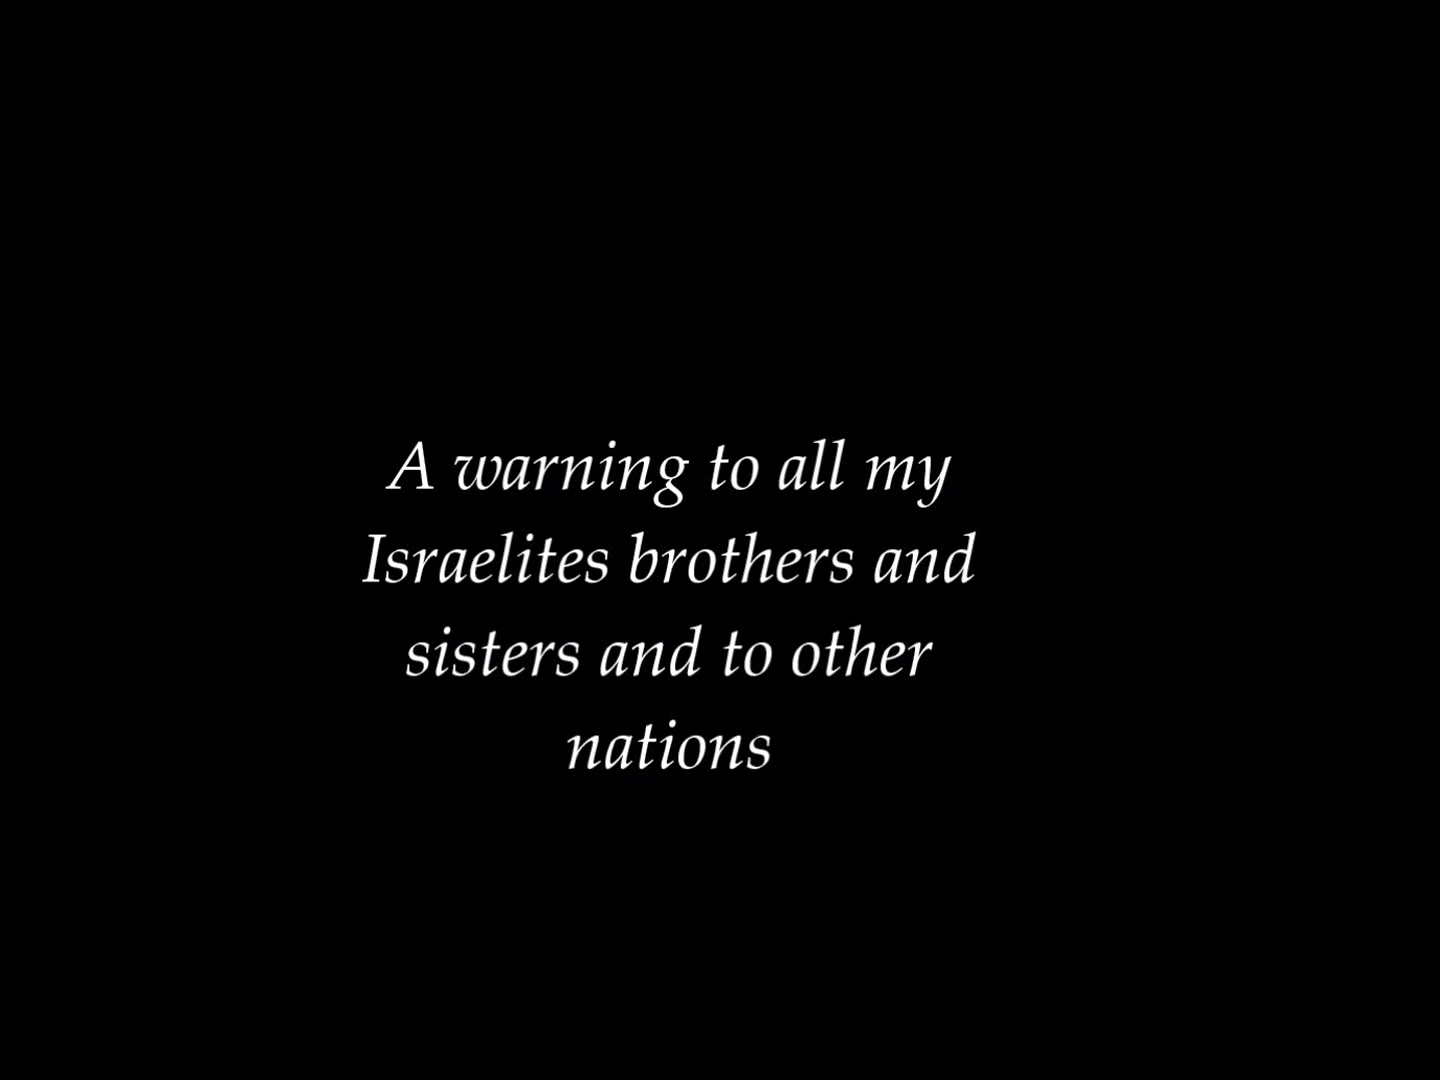 A warning to all my
Israelites brothers and
sisters and to other
nations